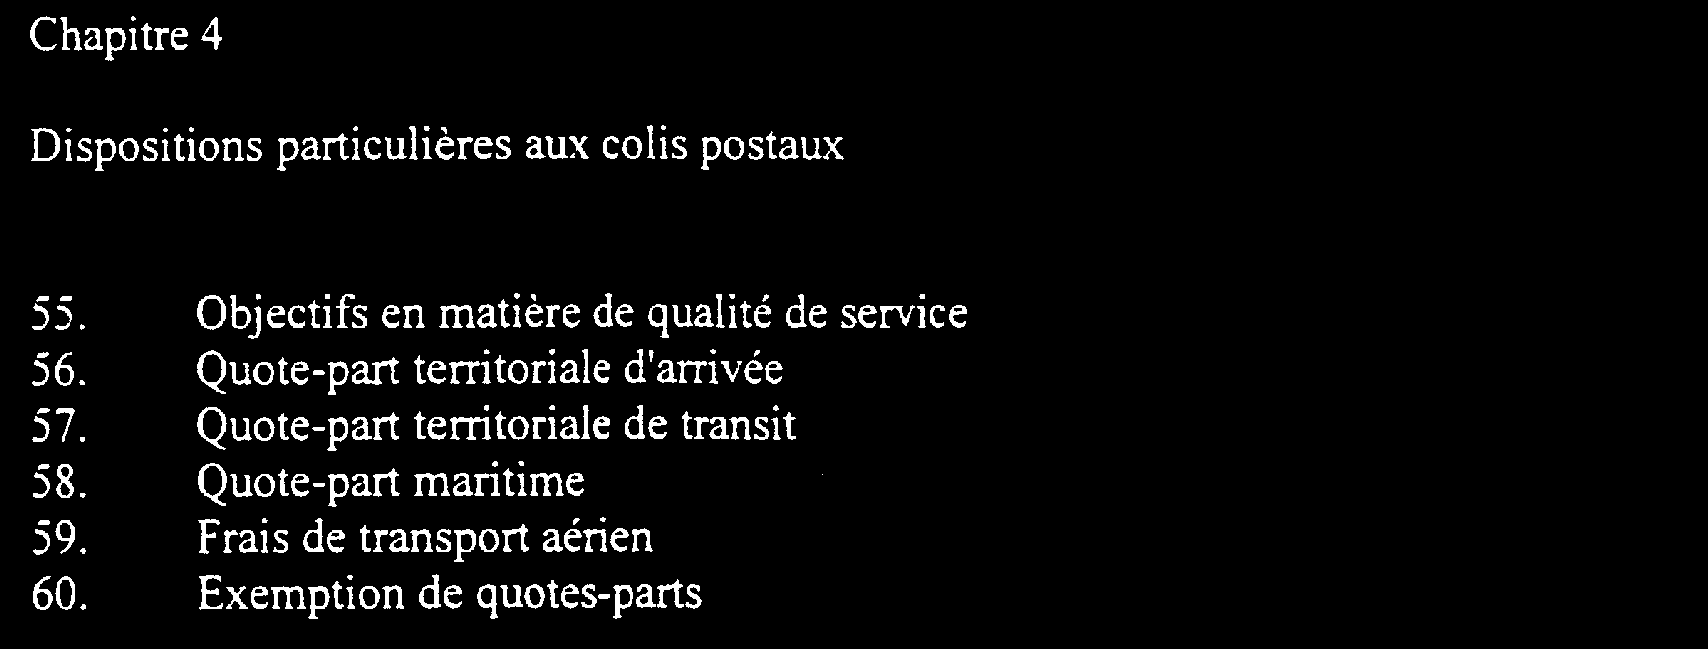 Chapitre 4
Dispositions particulières aux colis postaux
55. Objectifs en matière de qualité de service
56. Quote-part territoriale d'arrivée
57. Quote-part territoriale de transit
58. Quote-part maritime
59. Frais de transport aérien
60. Exemption de quotes-parts